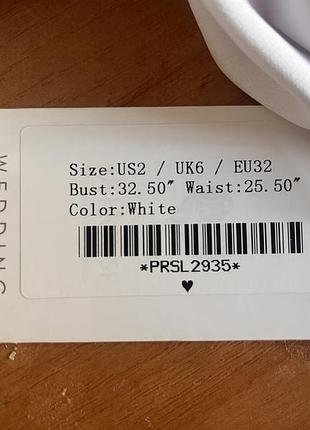 WEDDING
Size:US2 / UK6 / EU32
Bust:32.50″ Waist:25.50″
Color:White
*PRSL2935*
♥